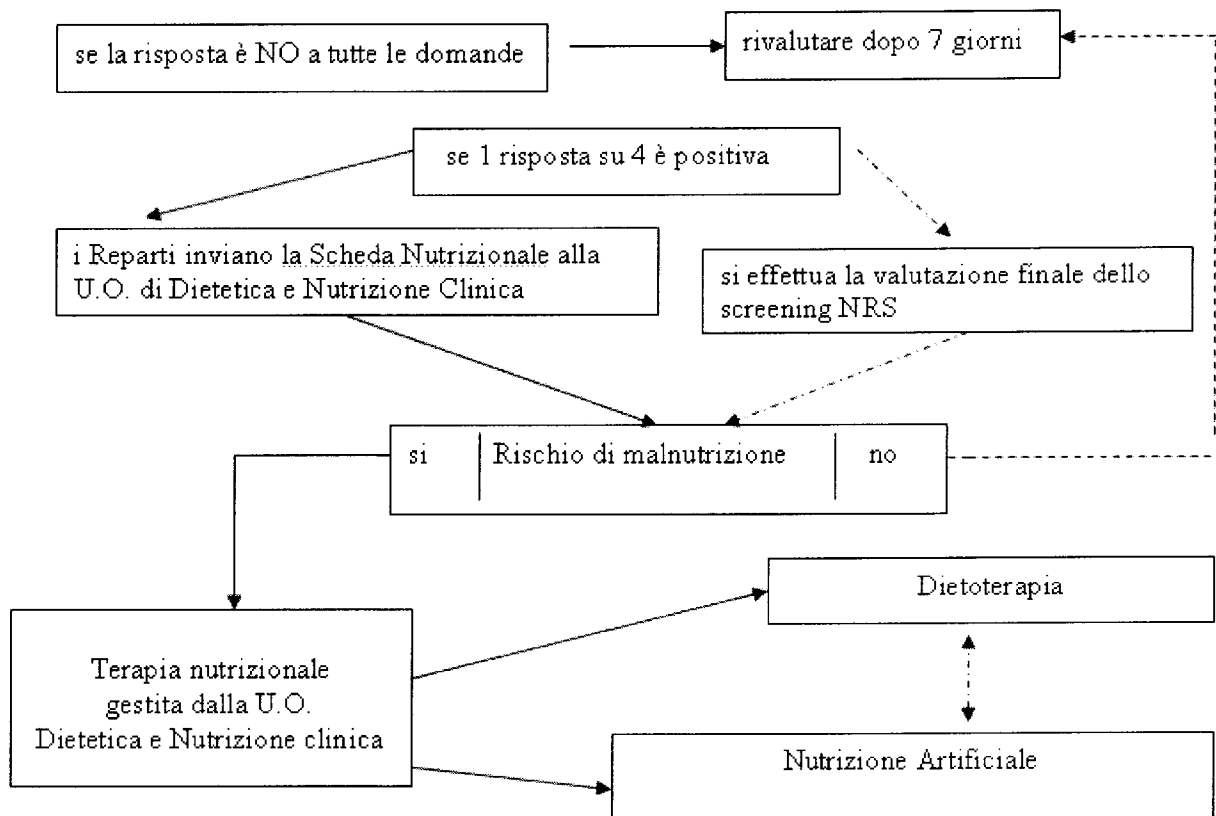 se la risposta è NO a tutte le domande
rivalutare dopo 7 giorni
se 1 risposta su 4 è positiva
i Reparti inviano la Scheda Nutrizionale alla
U.O. di Dietetica e Nutrizione Clinica
si effettua la valutazione finale dello
screening NRS
si
Rischio di malnutrizione
no
Dietoterapia
Terapia nutrizionale
gestita dalla U.O.
Dietetica e Nutrizione clinica
Nutrizione Artificiale